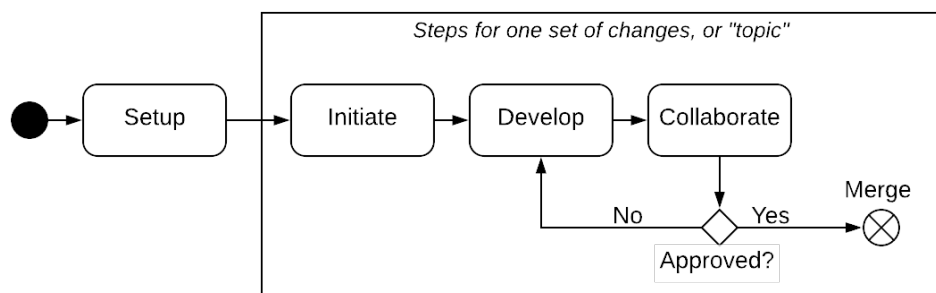 Steps for one set of changes, or "topic"
Setup
Initiate
Develop
Collaborate
Merge
No
Yes
Approved?